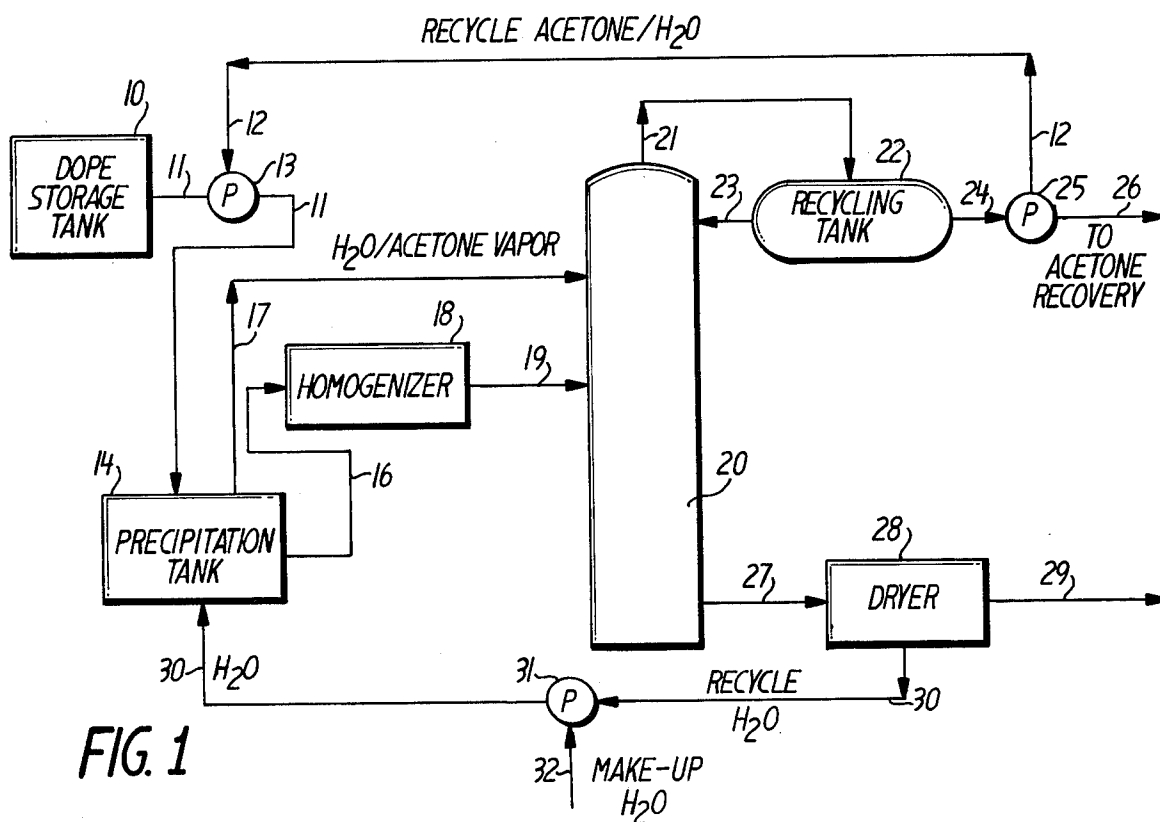 RECYCLE ACETONE/H2O
10
12
13
DOPE
STORAGE
TANK
11
P
11
21
22
12
23
RECYCLING
TANK
24
25
P
26
TO
ACETONE
RECOVERY
H2O/ACETONE VAPOR
17
18
HOMOGENIZER
19
16
14
PRECIPITATION
TANK
20
27
28
DRYER
29
30
H2O
31
P
RECYCLE
H2O
30
32
MAKE-UP
H2O
FIG. 1